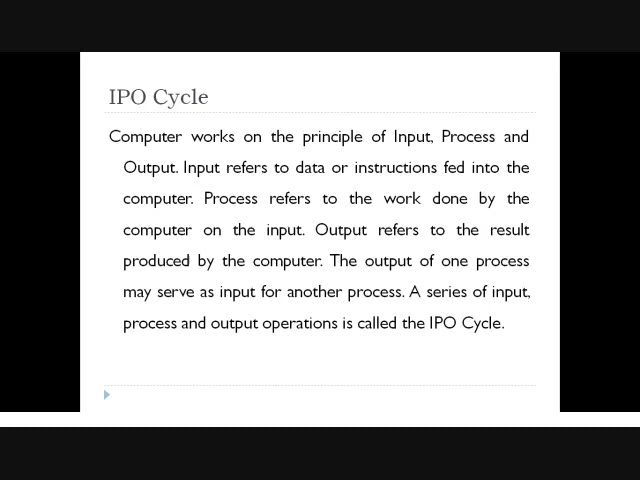 IPO Cycle
Computer works on the principle of Input, Process and
Output. Input refers to data or instructions fed into the
computer. Process refers to the work done by the
computer on the input. Output refers to the result
produced by the computer. The output of one process
may serve as input for another process. A series of input,
process and output operations is called the IPO Cycle.